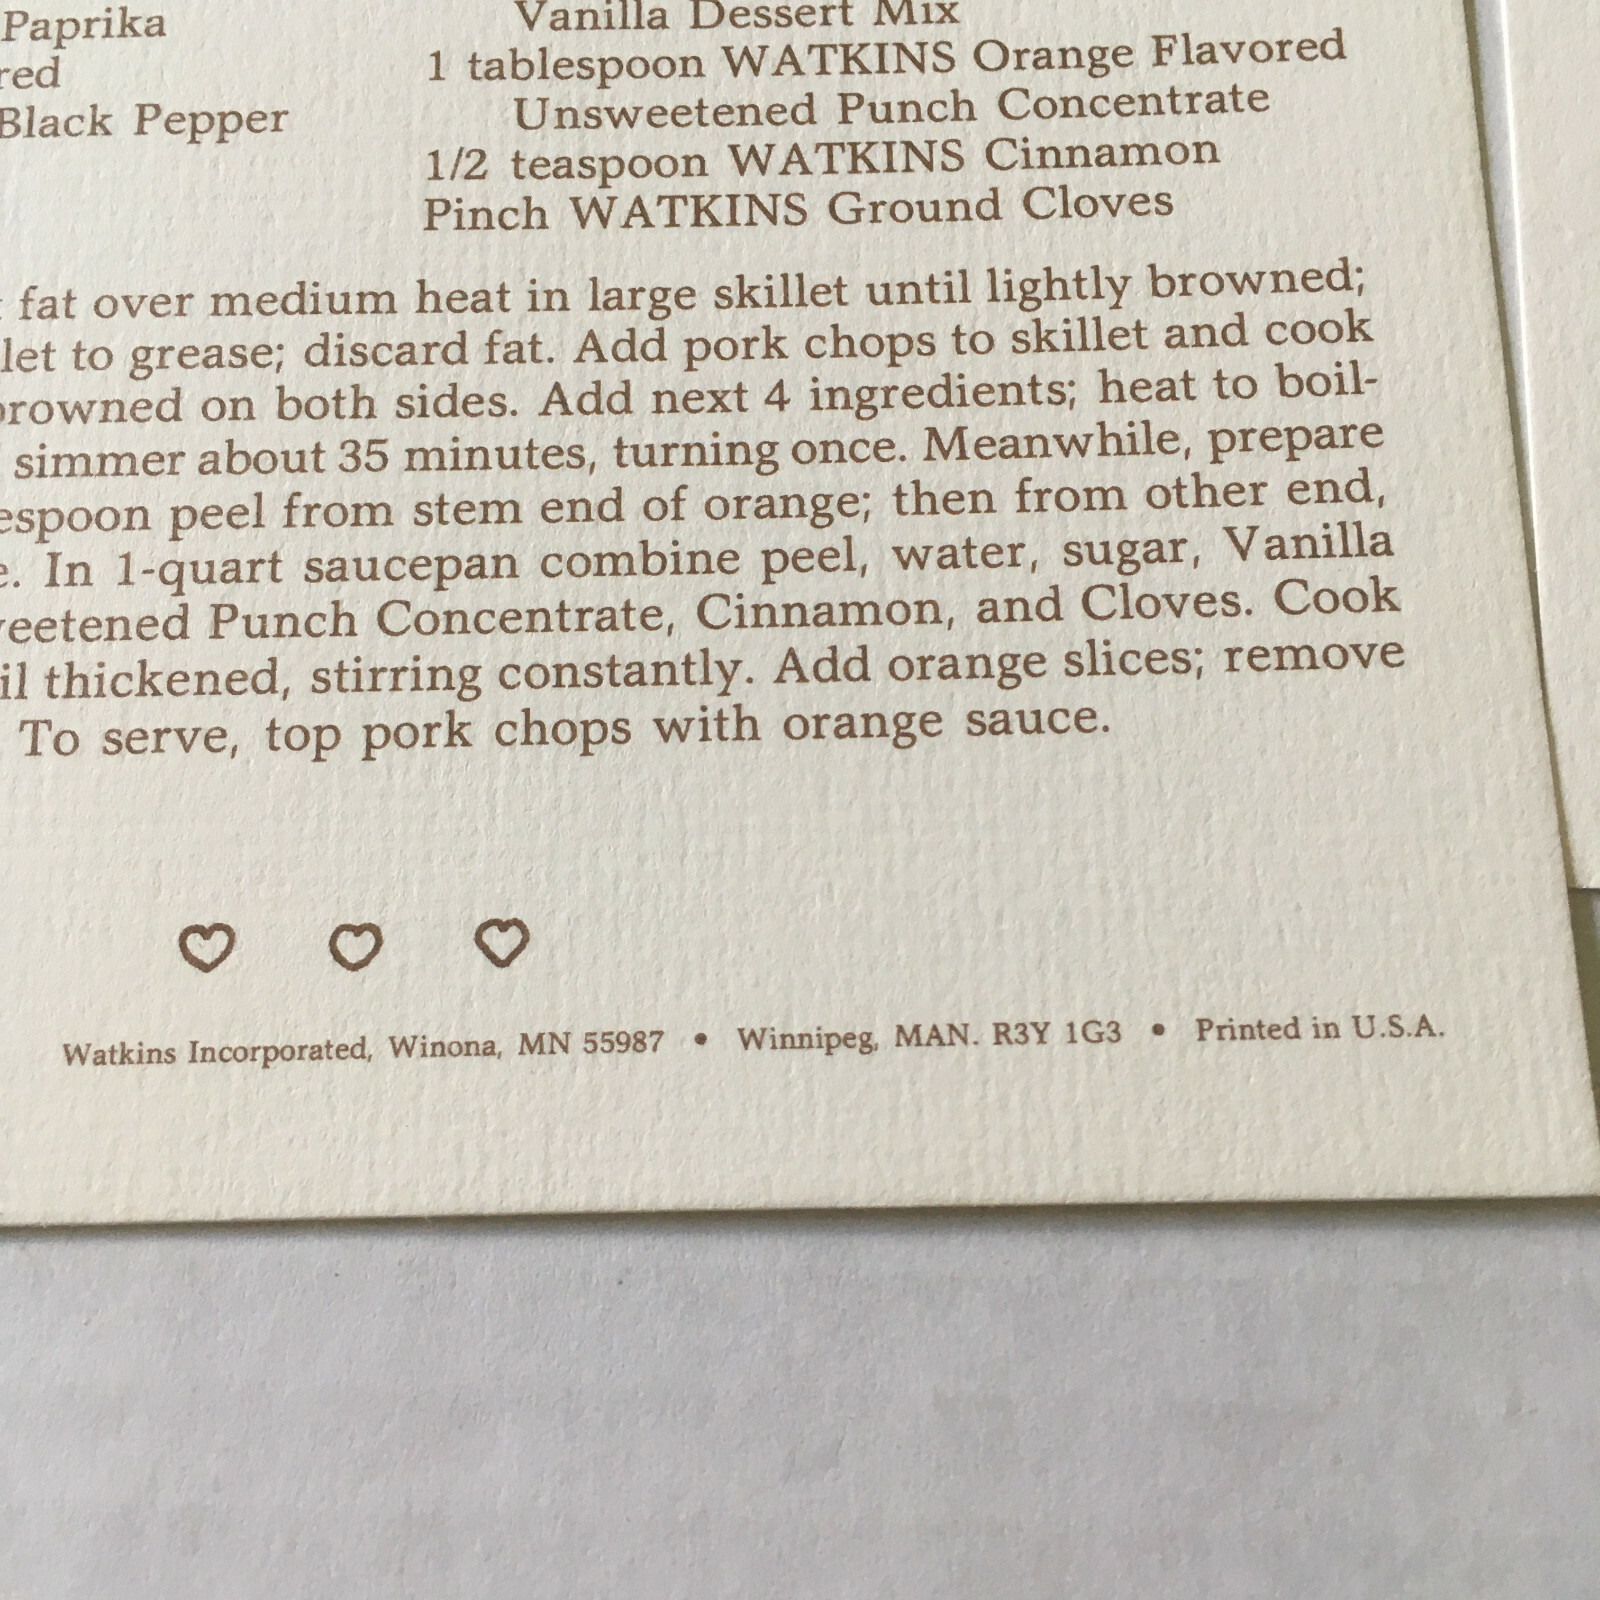 Paprika
red
Black Pepper
Vanilla Dessert Mix
1 tablespoon WATKINS Orange Flavored
Unsweetened Punch Concentrate
1/2 teaspoon WATKINS Cinnamon
Pinch WATKINS Ground Cloves
fat over medium heat in large skillet until lightly browned;
let to grease; discard fat. Add pork chops to skillet and cook
browned on both sides. Add next 4 ingredients; heat to boil-
simmer about 35 minutes, turning once. Meanwhile, prepare
espoon peel from stem end of orange; then from other end,
e. In 1-quart saucepan combine peel, water, sugar, Vanilla
weetened Punch Concentrate, Cinnamon, and Cloves. Cook
il thickened, stirring constantly. Add orange slices; remove
To serve, top pork chops with orange sauce.
Watkins Incorporated, Winona, MN 55987 • Winnipeg, MAN. R3Y 1G3 • Printed in U.S.A.